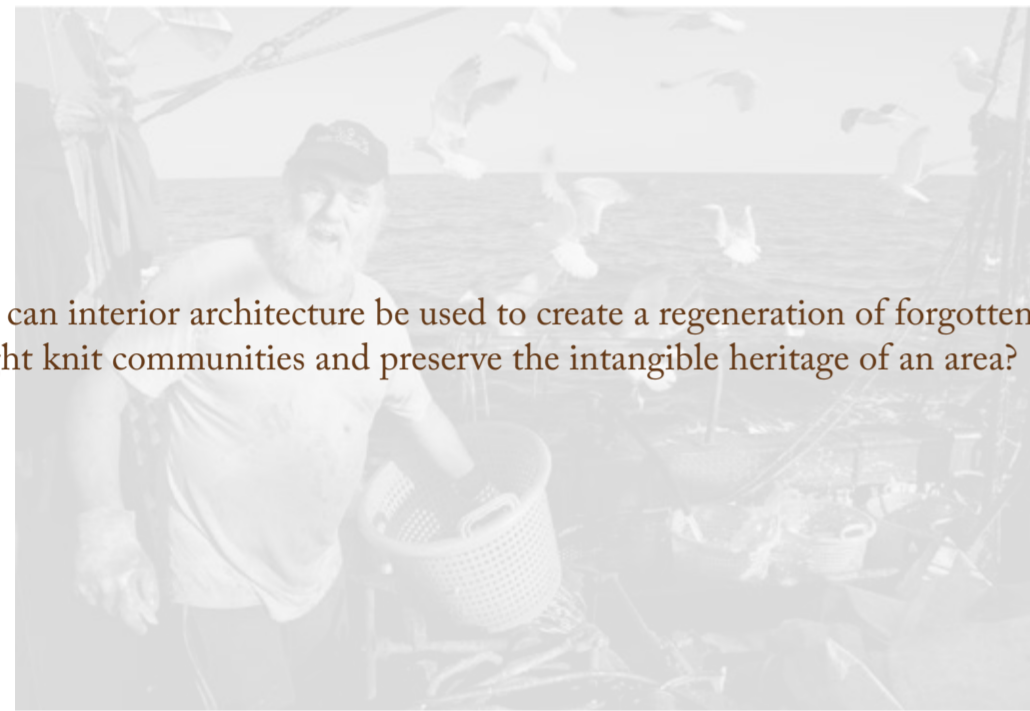 can interior architecture be used to create a regeneration of forgotten
ht knit communities and preserve the intangible heritage of an area?